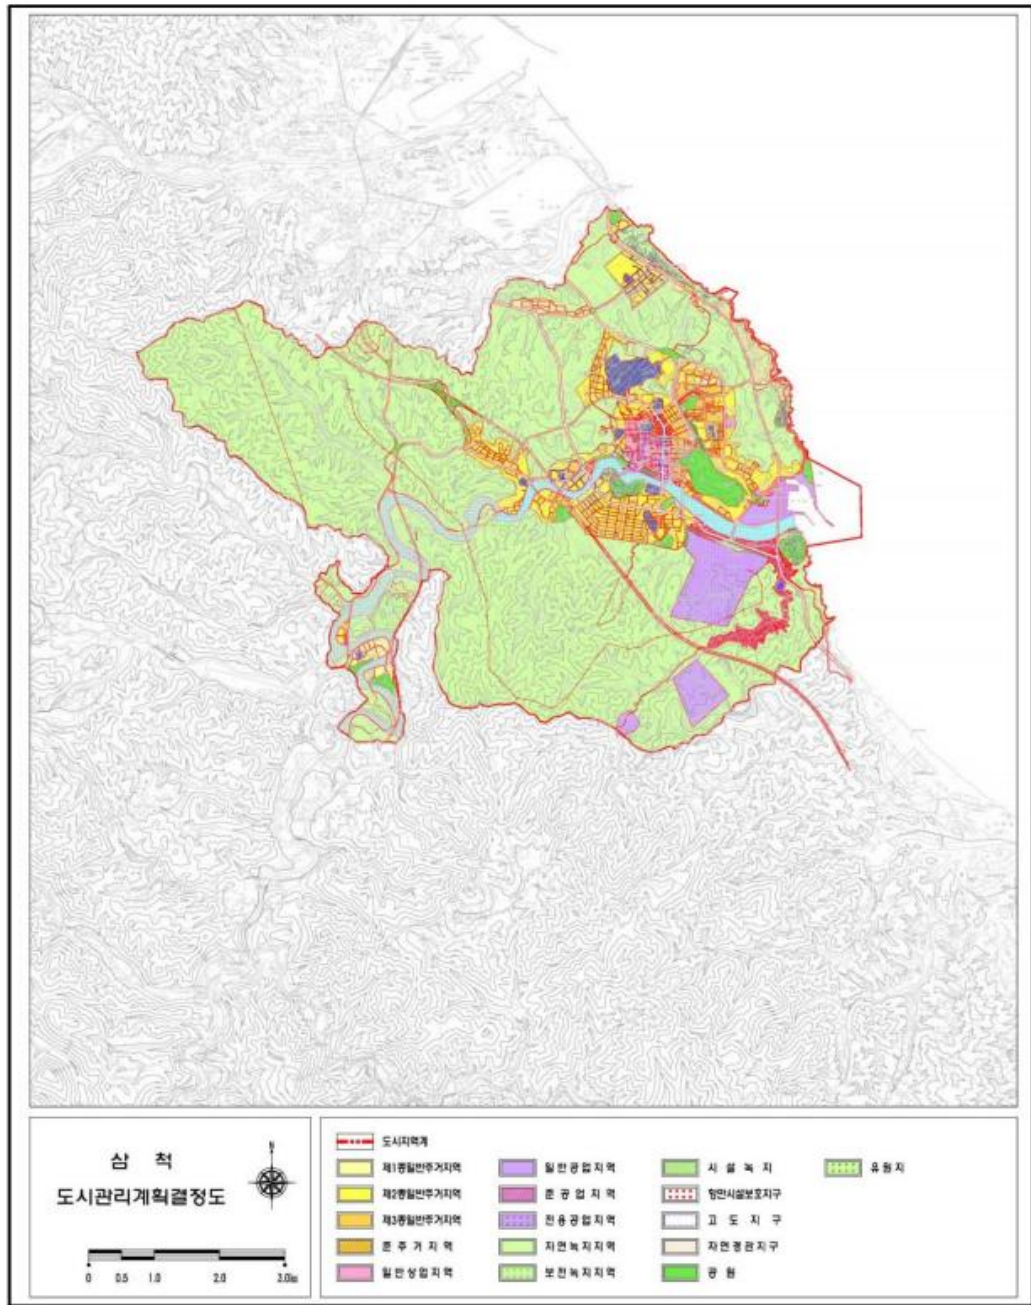 삼 척
도시관리계획결정도
N
0 0.5 1.0 2.0 3.0㎞
도시지역계
제1종일반주거지역
제2종일반주거지역
제3종일반주거지역
준 주 거 지 역
일 반 상 업 지 역
일 반 공 업 지 역
준 공 업 지 역
전 용 공 업 지 역
자 연 녹 지 지 역
보 전 녹 지 지 역
시 설 녹 지
항만시설보호지구
고 도 지 구
자 연 경 관 지 구
공 원
유 원 지